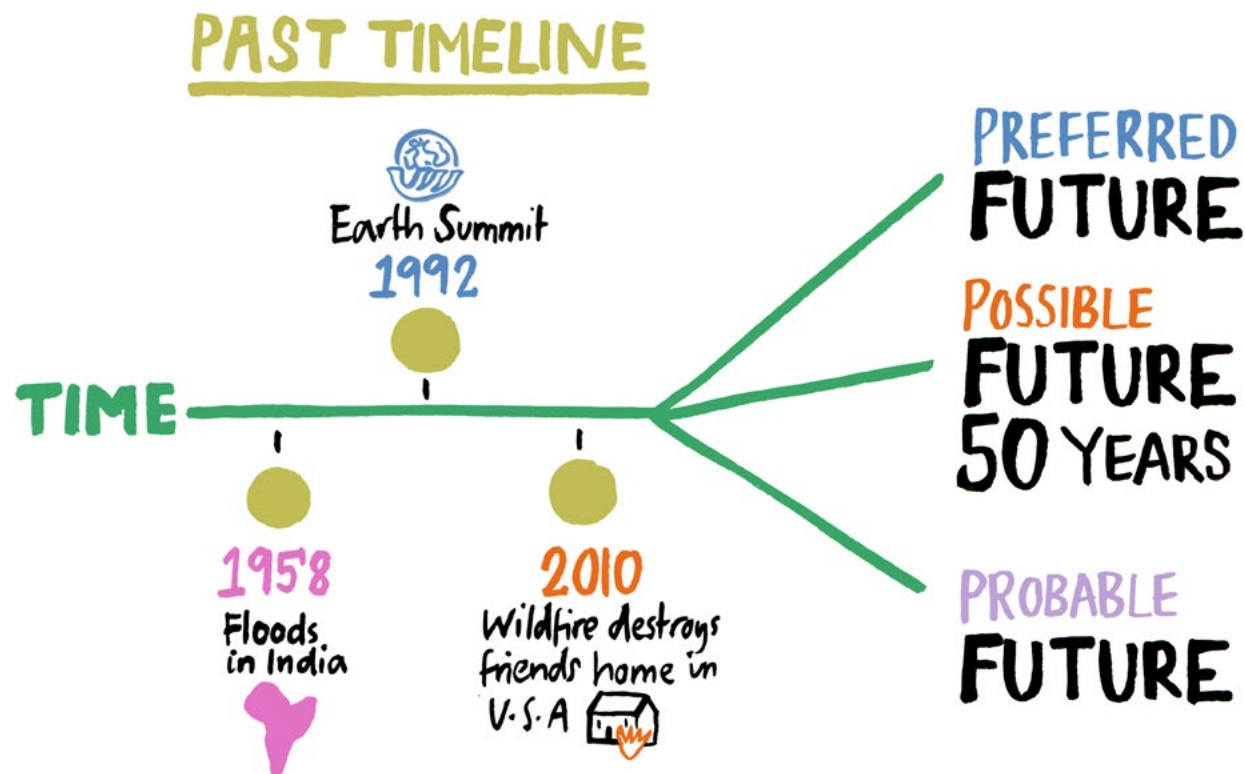 PAST TIMELINE
Earth Summit
1992
TIME
1958
Floods
in India
2010
Wildfire destroys
friends home in
U.S.A
PREFERRED
FUTURE
POSSIBLE
FUTURE
50 YEARS
PROBABLE
FUTURE